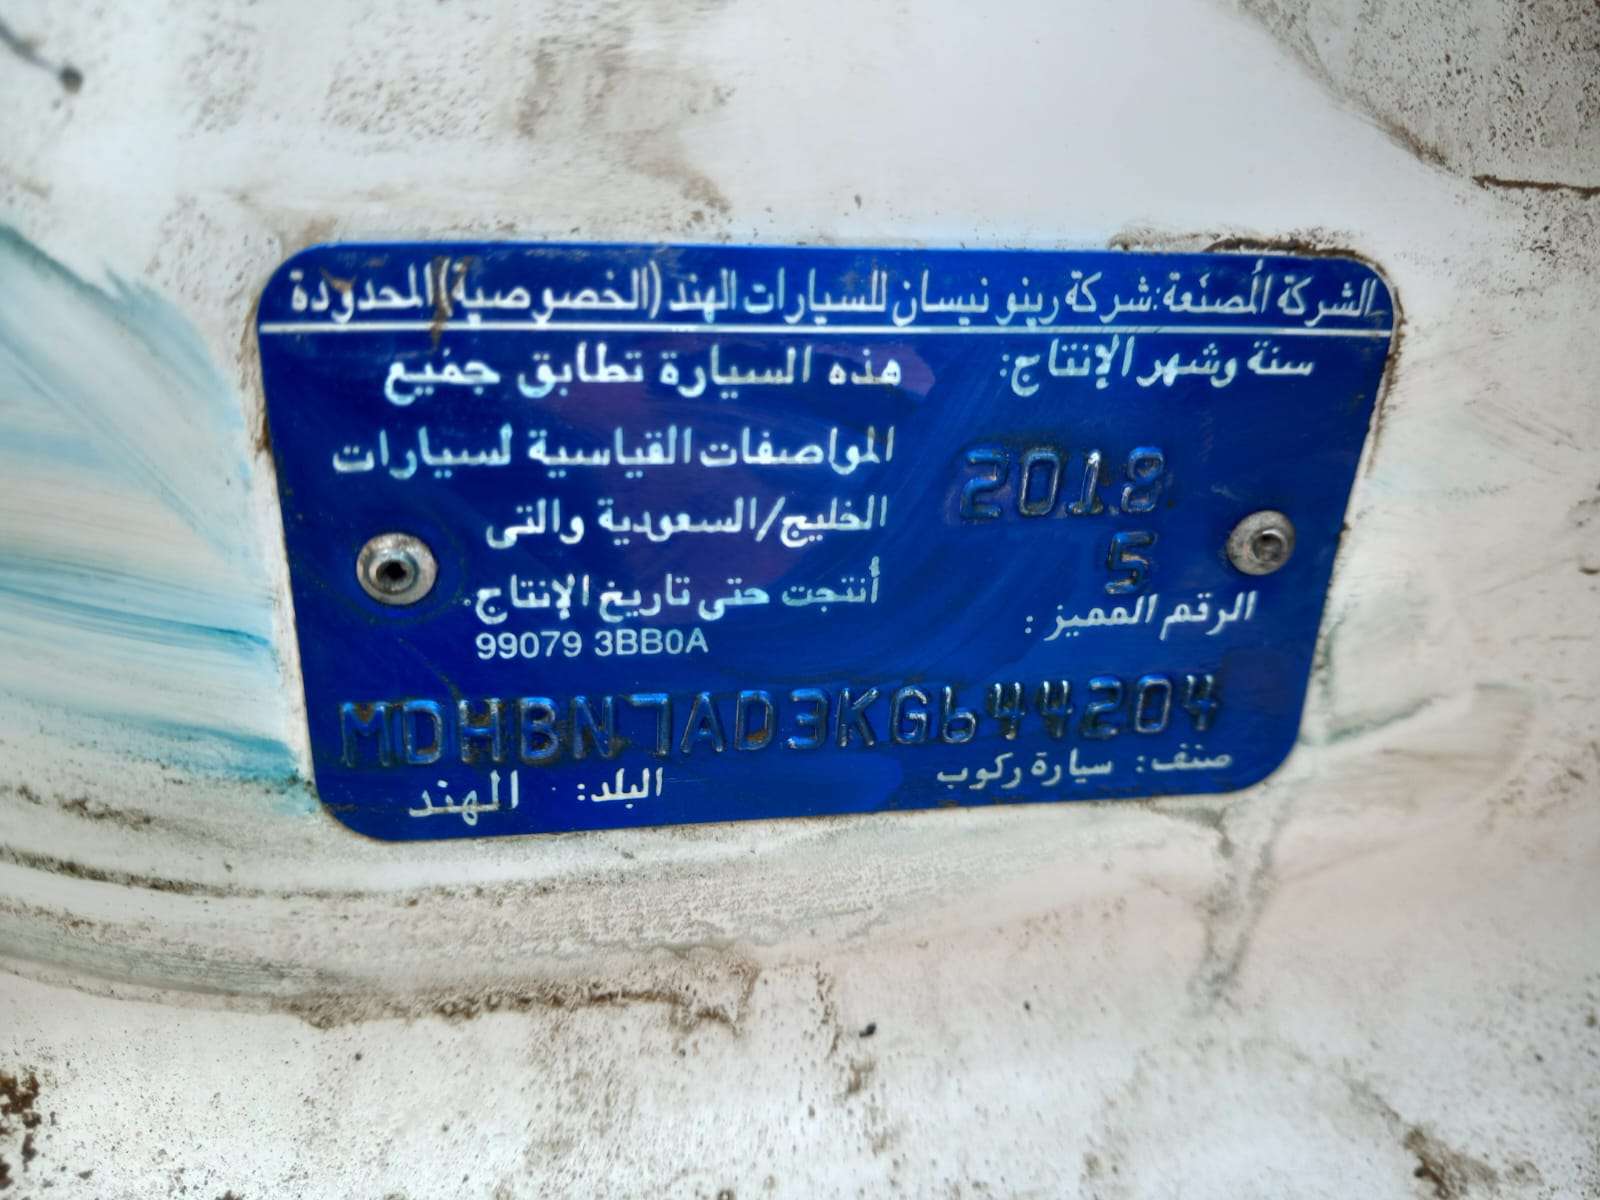 الشركة المُصنّعة: شركة رينو نيسان للسيارات الهند (الخصوصية) المحدودة
سنة وشهر الإنتاج:
2018
5
هذه السيارة تطابق جميع
المواصفات القياسية لسيارات
الخليج/السعودية والتى
أنتجت حتى تاريخ الإنتاج.
99079 3BB0A
الرقم المميز :
MDHBN7AD3KG644204
صنف: سيارة ركوب
البلد: الهند